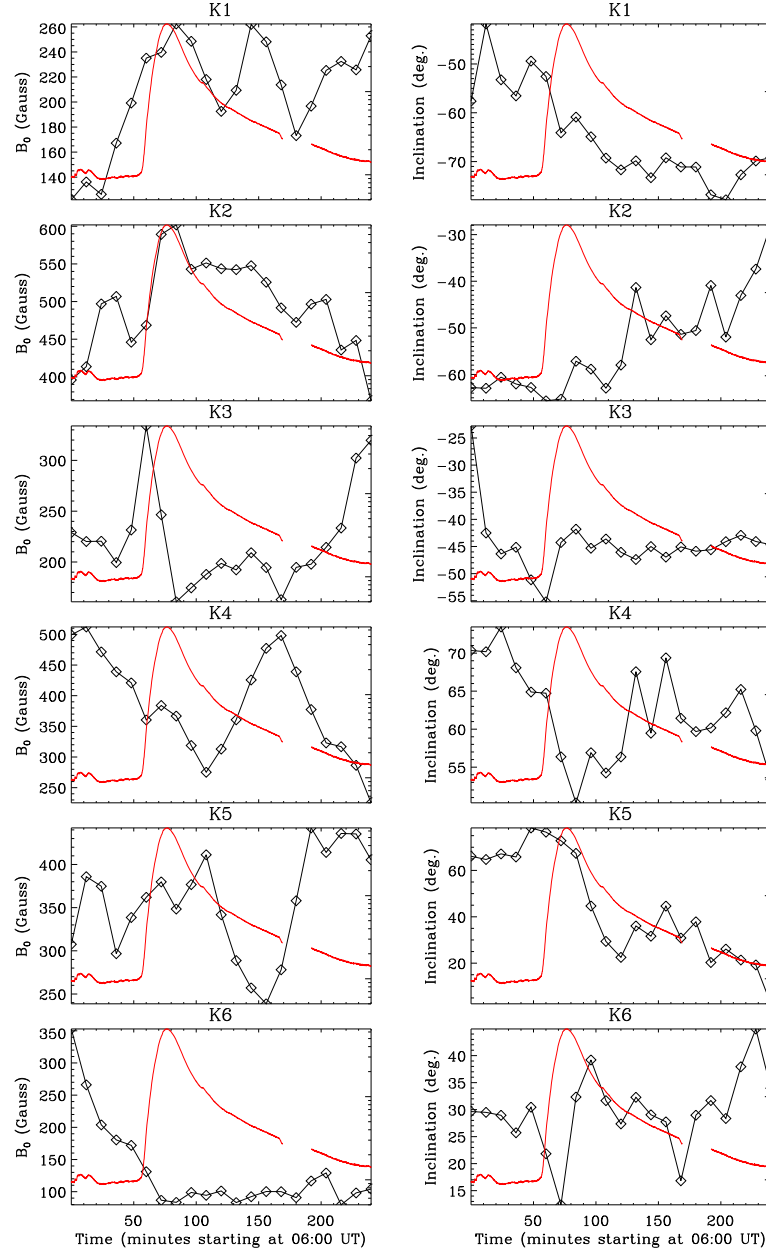 K1
K1
260
240
220
200
180
160
140
B0 (Gauss)
-50
-60
-70
Inclination (deg.)
K2
K2
600
550
500
450
400
B0 (Gauss)
-30
-40
-50
-60
Inclination (deg.)
K3
K3
300
250
200
B0 (Gauss)
-25
-30
-35
-40
-45
-50
-55
Inclination (deg.)
K4
K4
500
450
400
350
300
250
B0 (Gauss)
70
65
60
55
Inclination (deg.)
K5
K5
400
350
300
250
B0 (Gauss)
60
40
20
Inclination (deg.)
K6
K6
350
300
250
200
150
100
B0 (Gauss)
40
35
30
25
20
15
Inclination (deg.)
50 100 150 200
50 100 150 200
Time (minutes starting at 06:00 UT)
Time (minutes starting at 06:00 UT)